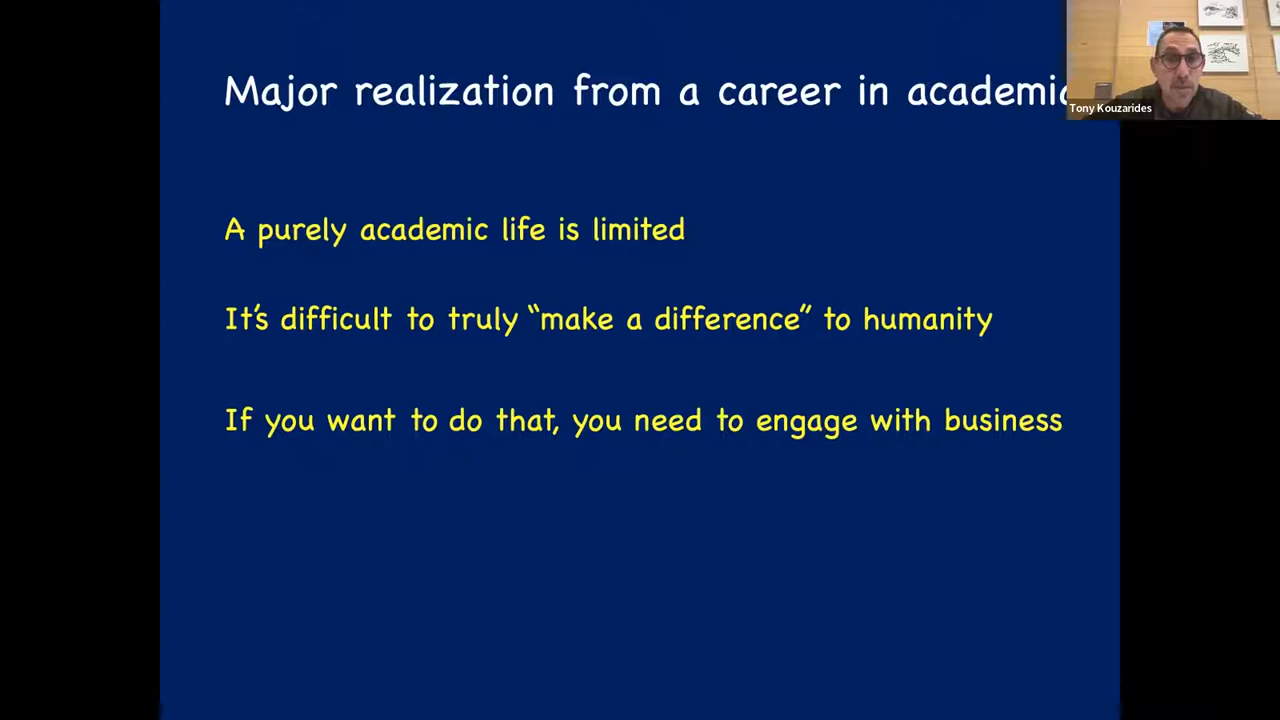 Major realization from a career in academi
Tony Kouzarides
A purely academic life is limited
It's difficult to truly “make a difference” to humanity
If you want to do that, you need to engage with business